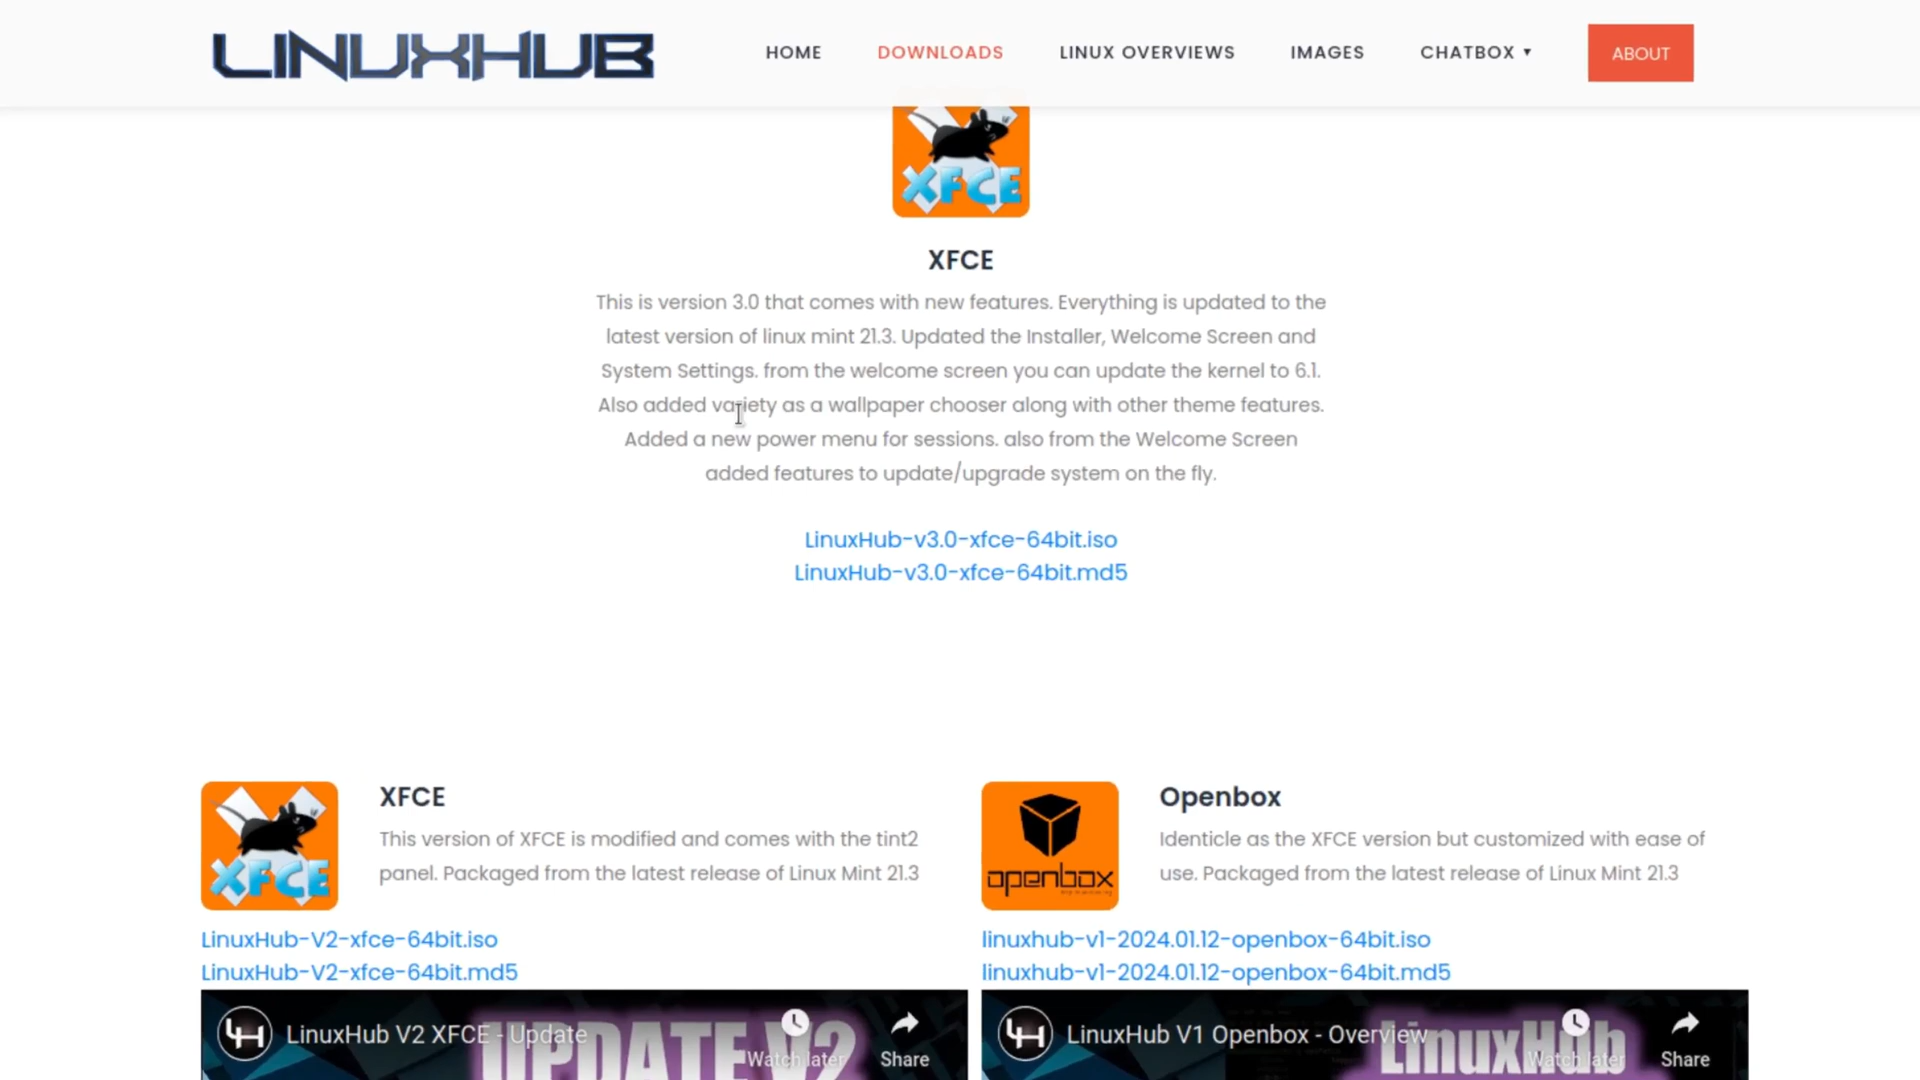 LINUXHUB
HOME
DOWNLOADS
LINUX OVERVIEWS
IMAGES
CHATBOX ▼
ABOUT
XFCE
XFCE
This is version 3.0 that comes with new features. Everything is updated to the
latest version of linux mint 21.3. Updated the Installer, Welcome Screen and
System Settings. from the welcome screen you can update the kernel to 6.1.
Also added variety as a wallpaper chooser along with other theme features.
Added a new power menu for sessions. also from the Welcome Screen
added features to update/upgrade system on the fly.
LinuxHub-v3.0-xfce-64bit.iso
LinuxHub-v3.0-xfce-64bit.md5
XFCE
XFCE
This version of XFCE is modified and comes with the tint2
panel. Packaged from the latest release of Linux Mint 21.3
LinuxHub-V2-xfce-64bit.iso
LinuxHub-V2-xfce-64bit.md5
LH
LinuxHub V2 XFCE - Update
UPDATE V2
Watch later
Share
openbox
Openbox
Identicle as the XFCE version but customized with ease of
use. Packaged from the latest release of Linux Mint 21.3
linuxhub-v1-2024.01.12-openbox-64bit.iso
linuxhub-v1-2024.01.12-openbox-64bit.md5
LH
LinuxHub V1 Openbox - Overview
LinuxHub
Watch later
Share